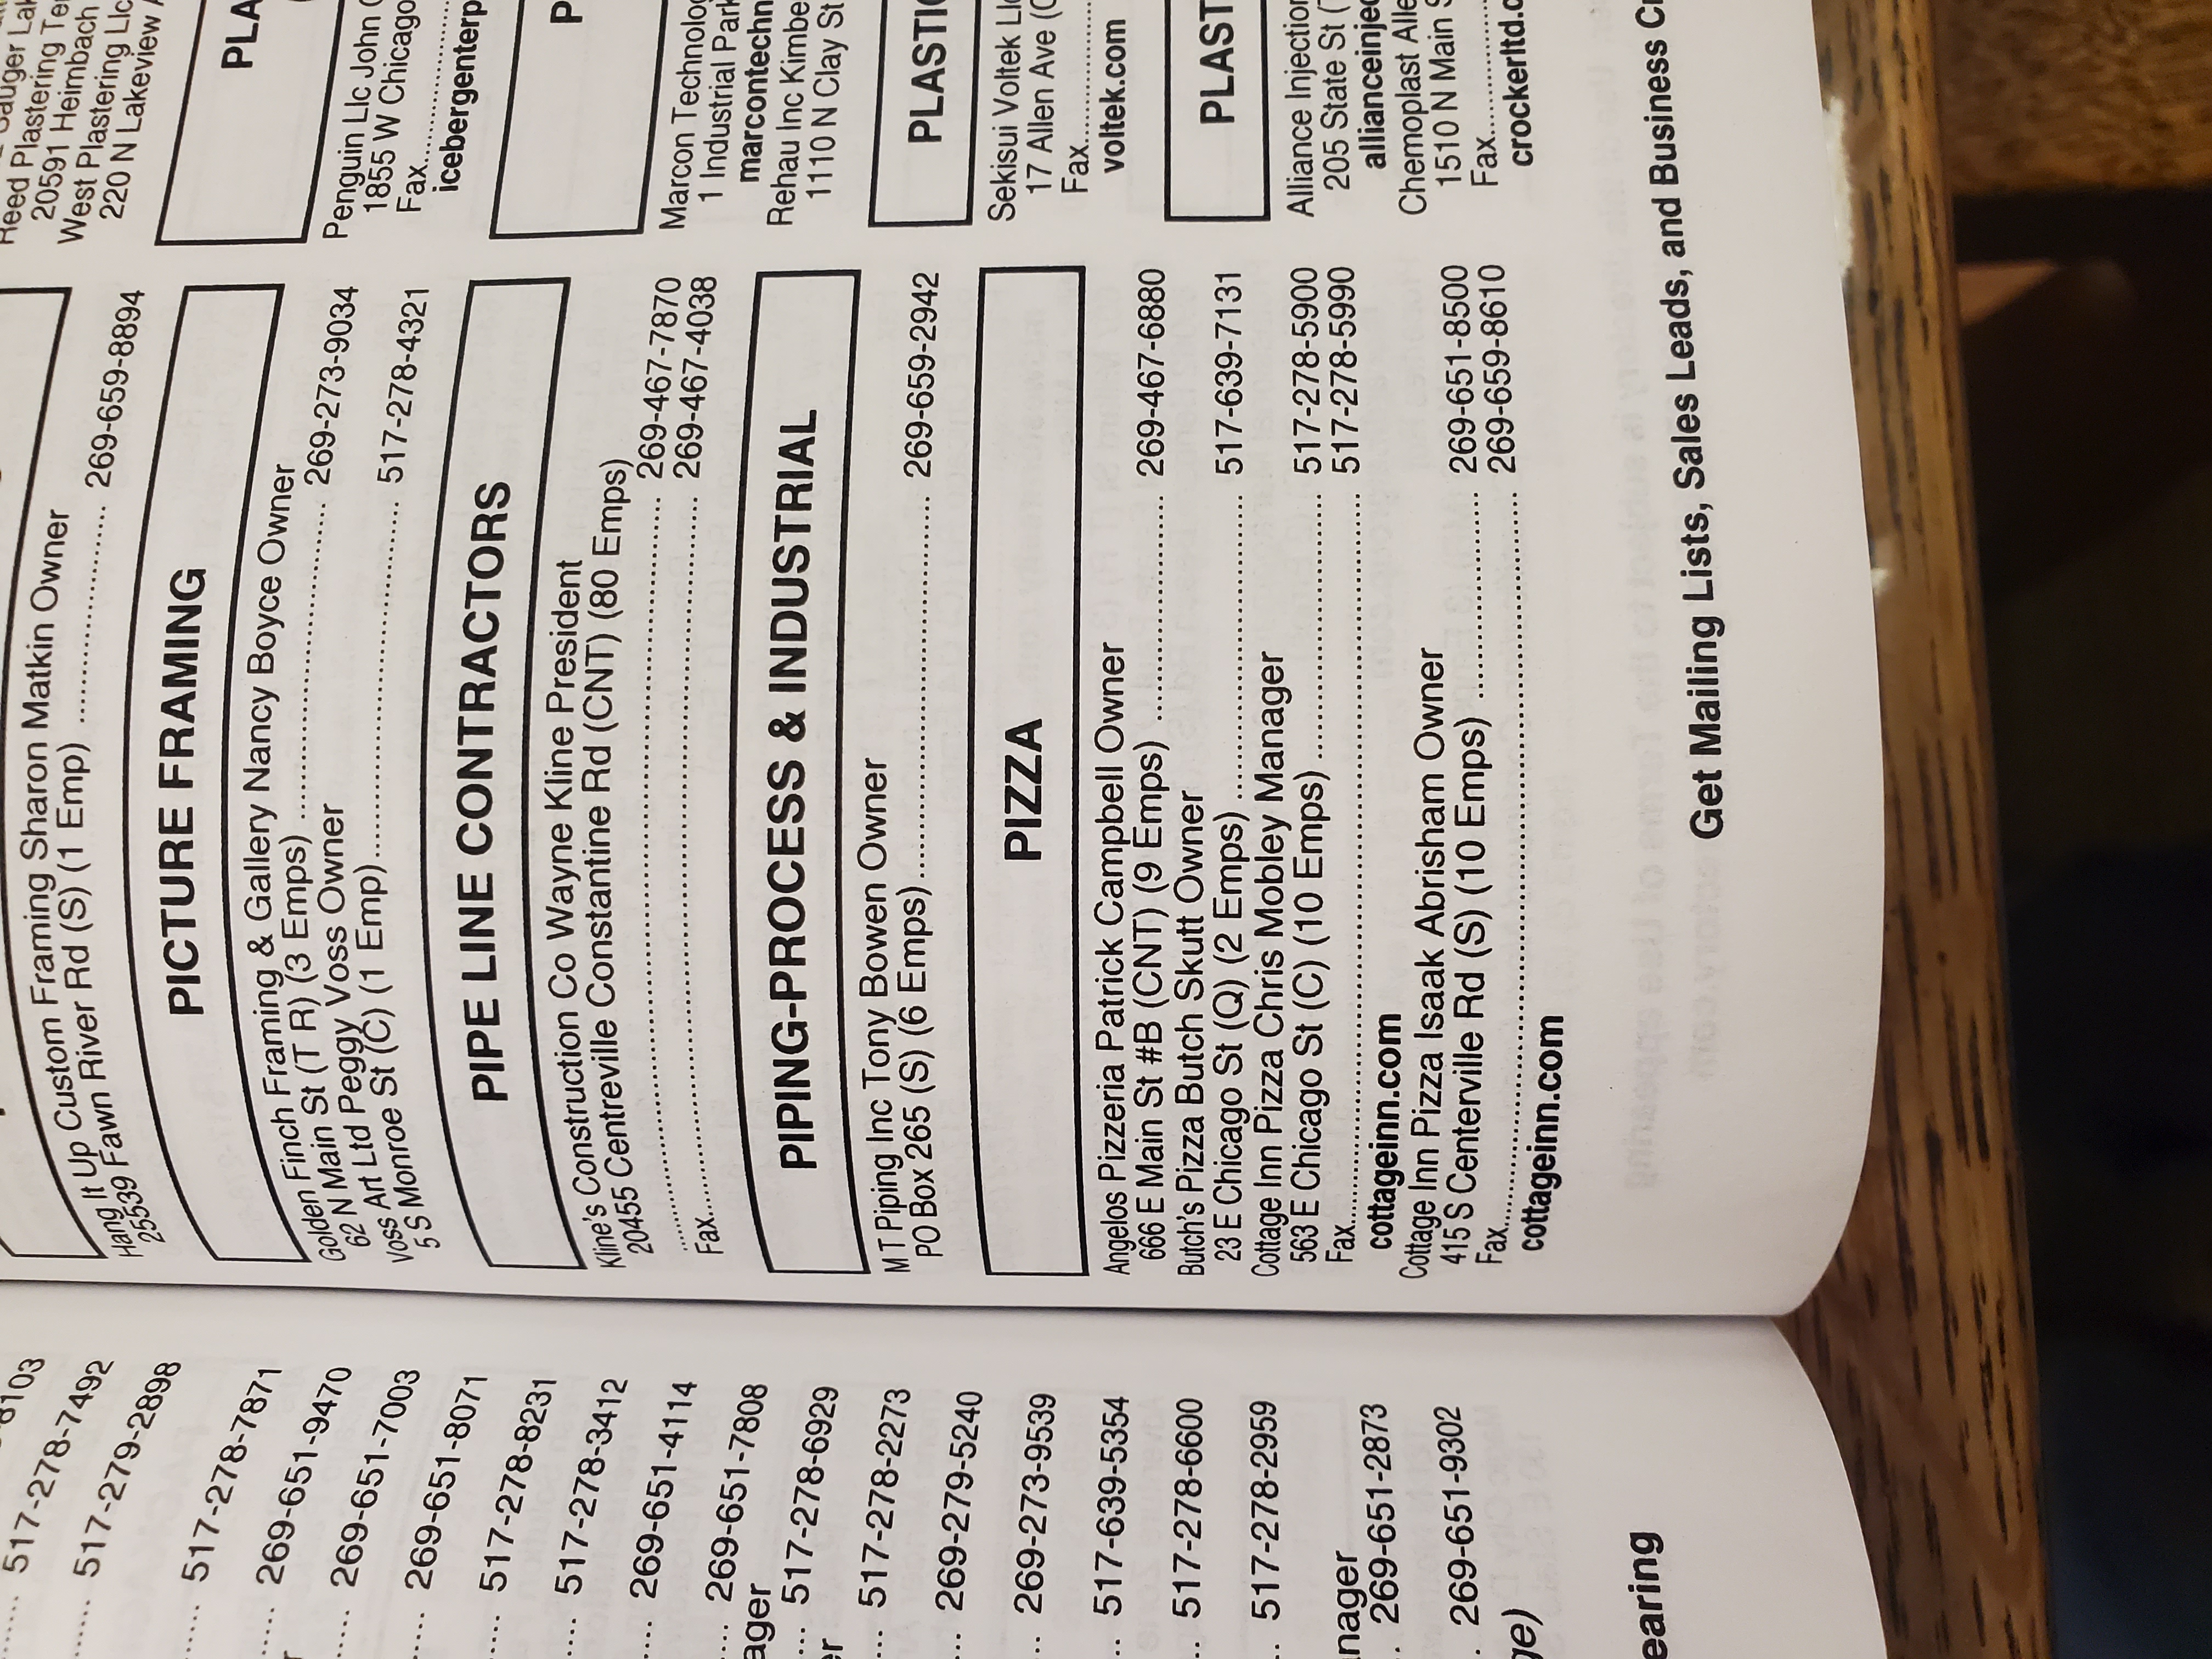 8103
517-278-7492
517-279-2898
517-278-7871
269-651-9470
269-651-7003
269-651-8071
517-278-8231
517-278-3412
269-651-4114
269-651-7808
517-278-6929
517-278-2273
269-279-5240
269-273-9539
517-639-5354
517-278-6600
517-278-2959
269-651-2873
269-651-9302
earing
Hang It Up Custom Framing Sharon Matkin Owner
25539 Fawn River Rd (S) (1 Emp) .......... 269-659-8894
PICTURE FRAMING
Golden Finch Framing & Gallery Nancy Boyce Owner
62 N Main St (T R) (3 Emps) .......... 269-273-9034
Voss Art Ltd Peggy Voss Owner
5 S Monroe St (C) (1 Emp) .......... 517-278-4321
PIPE LINE CONTRACTORS
Kline's Construction Co Wayne Kline President
20455 Centreville Constantine Rd (CNT) (80 Emps)
.......... 269-467-7870
Fax .......... 269-467-4038
PIPING-PROCESS & INDUSTRIAL
M T Piping Inc Tony Bowen Owner
PO Box 265 (S) (6 Emps) .......... 269-659-2942
PIZZA
Angelos Pizzeria Patrick Campbell Owner
666 E Main St #B (CNT) (9 Emps) .......... 269-467-6880
Butch's Pizza Butch Skutt Owner
23 E Chicago St (Q) (2 Emps) .......... 517-639-7131
Cottage Inn Pizza Chris Mobley Manager
563 E Chicago St (C) (10 Emps) .......... 517-278-5900
Fax .......... 517-278-5990
cottageinn.com
Cottage Inn Pizza Isaak Abrisham Owner
415 S Centerville Rd (S) (10 Emps) .......... 269-651-8500
Fax .......... 269-659-8610
cottageinn.com
Reed Plastering
20591 Heimbach
West Plastering Llc
220 N Lakeview
PLA
Penguin Llc John
1855 W Chicago
Fax..........
icebergenterp
P
Marcon Technolog
1 Industrial Park
marcontechn
Rehau Inc Kimbe
1110 N Clay St
PLASTIC
Sekisui Voltek Llc
17 Allen Ave (C
Fax..........
voltek.com
PLAST
Alliance Injection
205 State St (T
allianceinjec
Chemoplast Alle
1510 N Main S
Fax..........
crockerltd.c
Get Mailing Lists, Sales Leads, and Business Cr